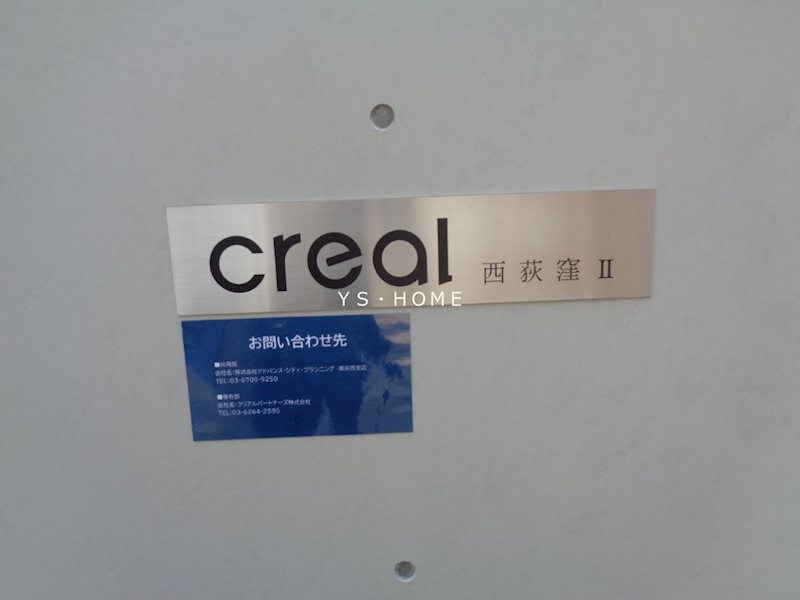 creal 西荻窪 Ⅱ
YS・HOME
お問い合わせ先
■共用部
会社名:株式会社アドバンス・シティ・プランニング 東京西支店
TEL:03-6709-9250
■専有部
会社名:クリアルパートナーズ株式会社
TEL:03-6264-2595